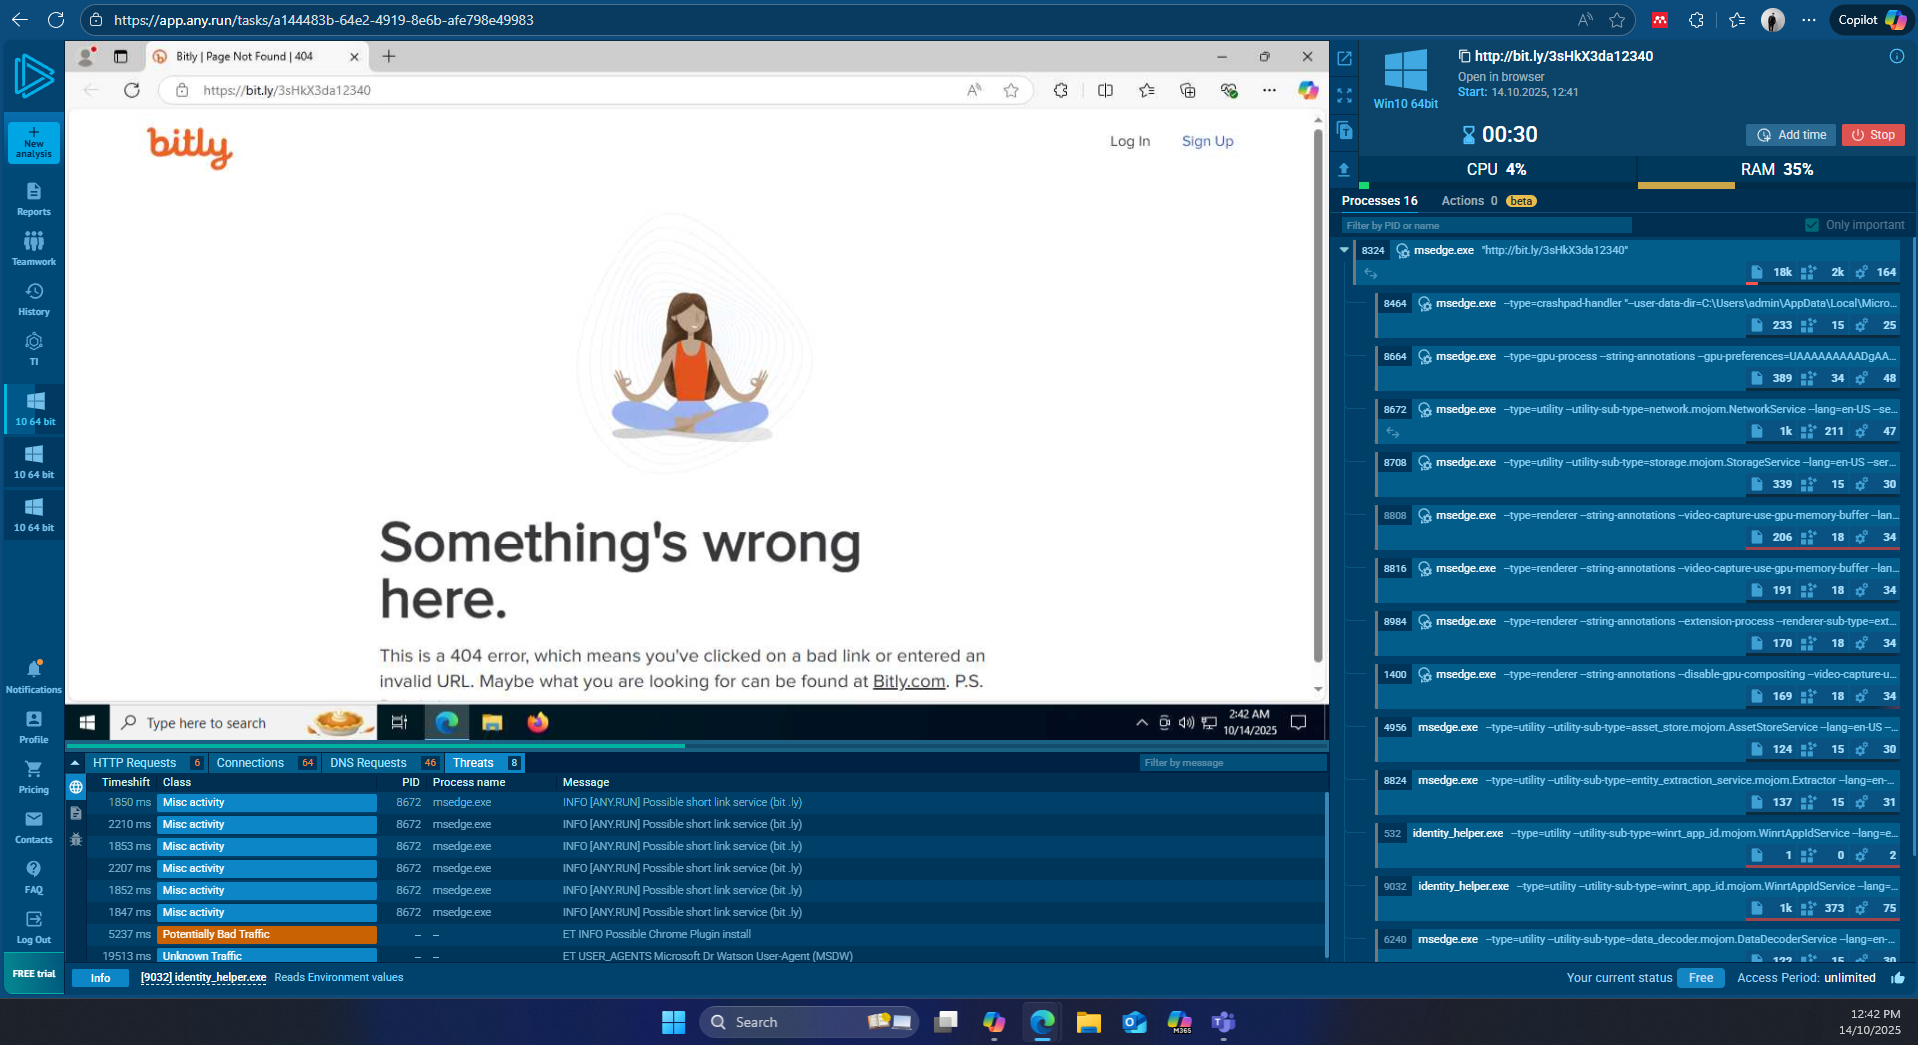 https://app.any.run/tasks/a144483b-64e2-4919-8e6b-afe798e49983
Copilot
New analysis
Reports
Teamwork
History
TI
10 64 bit
10 64 bit
10 64 bit
Notifications
Profile
Pricing
Contacts
FAQ
Log Out
FREE trial
Bitly | Page Not Found | 404
https://bit.ly/3sHkX3da12340
bitly
Log In
Sign Up
Something's wrong
here.
This is a 404 error, which means you've clicked on a bad link or entered an
invalid URL. Maybe what you are looking for can be found at Bitly.com. P.S.
Type here to search
2:42 AM
10/14/2025
HTTP Requests 6
Connections 64
DNS Requests 46
Threats 8
Filter by message
Timeshift Class PID Process name Message
1850 ms Misc activity 8672 msedge.exe INFO [ANY.RUN] Possible short link service (bit .ly)
2210 ms Misc activity 8672 msedge.exe INFO [ANY.RUN] Possible short link service (bit .ly)
1853 ms Misc activity 8672 msedge.exe INFO [ANY.RUN] Possible short link service (bit .ly)
2207 ms Misc activity 8672 msedge.exe INFO [ANY.RUN] Possible short link service (bit .ly)
1852 ms Misc activity 8672 msedge.exe INFO [ANY.RUN] Possible short link service (bit .ly)
1847 ms Misc activity 8672 msedge.exe INFO [ANY.RUN] Possible short link service (bit .ly)
5237 ms Potentially Bad Traffic – – ET INFO Possible Chrome Plugin install
19513 ms Unknown Traffic – – ET USER_AGENTS Microsoft Dr Watson User-Agent (MSDW)
Info [9032] identity_helper.exe Reads Environment values
Win10 64bit
http://bit.ly/3sHkX3da12340
Open in browser
Start: 14.10.2025, 12:41
00:30
Add time
Stop
CPU 4%
RAM 35%
Processes 16
Actions 0 beta
Filter by PID or name
Only important
8324 msedge.exe "http://bit.ly/3sHkX3da12340"
18k 2k 164
8464 msedge.exe --type=crashpad-handler "--user-data-dir=C:\Users\admin\AppData\Local\Micro...
233 15 25
8664 msedge.exe --type=gpu-process --string-annotations --gpu-preferences=UAAAAAAAAADgAA...
389 34 48
8672 msedge.exe --type=utility --utility-sub-type=network.mojom.NetworkService --lang=en-US --se...
1k 211 47
8708 msedge.exe --type=utility --utility-sub-type=storage.mojom.StorageService --lang=en-US --ser...
339 15 30
8808 msedge.exe --type=renderer --string-annotations --video-capture-use-gpu-memory-buffer --lan...
206 18 34
8816 msedge.exe --type=renderer --string-annotations --video-capture-use-gpu-memory-buffer --lan...
191 18 34
8984 msedge.exe --type=renderer --string-annotations --extension-process --renderer-sub-type=ext...
170 18 34
1400 msedge.exe --type=renderer --string-annotations --disable-gpu-compositing --video-capture-u...
169 18 34
4956 msedge.exe --type=utility --utility-sub-type=asset_store.mojom.AssetStoreService --lang=en-US --...
124 15 30
8824 msedge.exe --type=utility --utility-sub-type=entity_extraction_service.mojom.Extractor --lang=en-...
137 15 31
532 identity_helper.exe --type=utility --utility-sub-type=winrt_app_id.mojom.WinrtAppIdService --lang=e...
1 0 2
9032 identity_helper.exe --type=utility --utility-sub-type=winrt_app_id.mojom.WinrtAppIdService --lang=...
1k 373 75
6240 msedge.exe --type=utility --utility-sub-type=data_decoder.mojom.DataDecoderService --lang=en-...
122 15 30
Your current status Free Access Period: unlimited
Search
M365
12:42 PM
14/10/2025